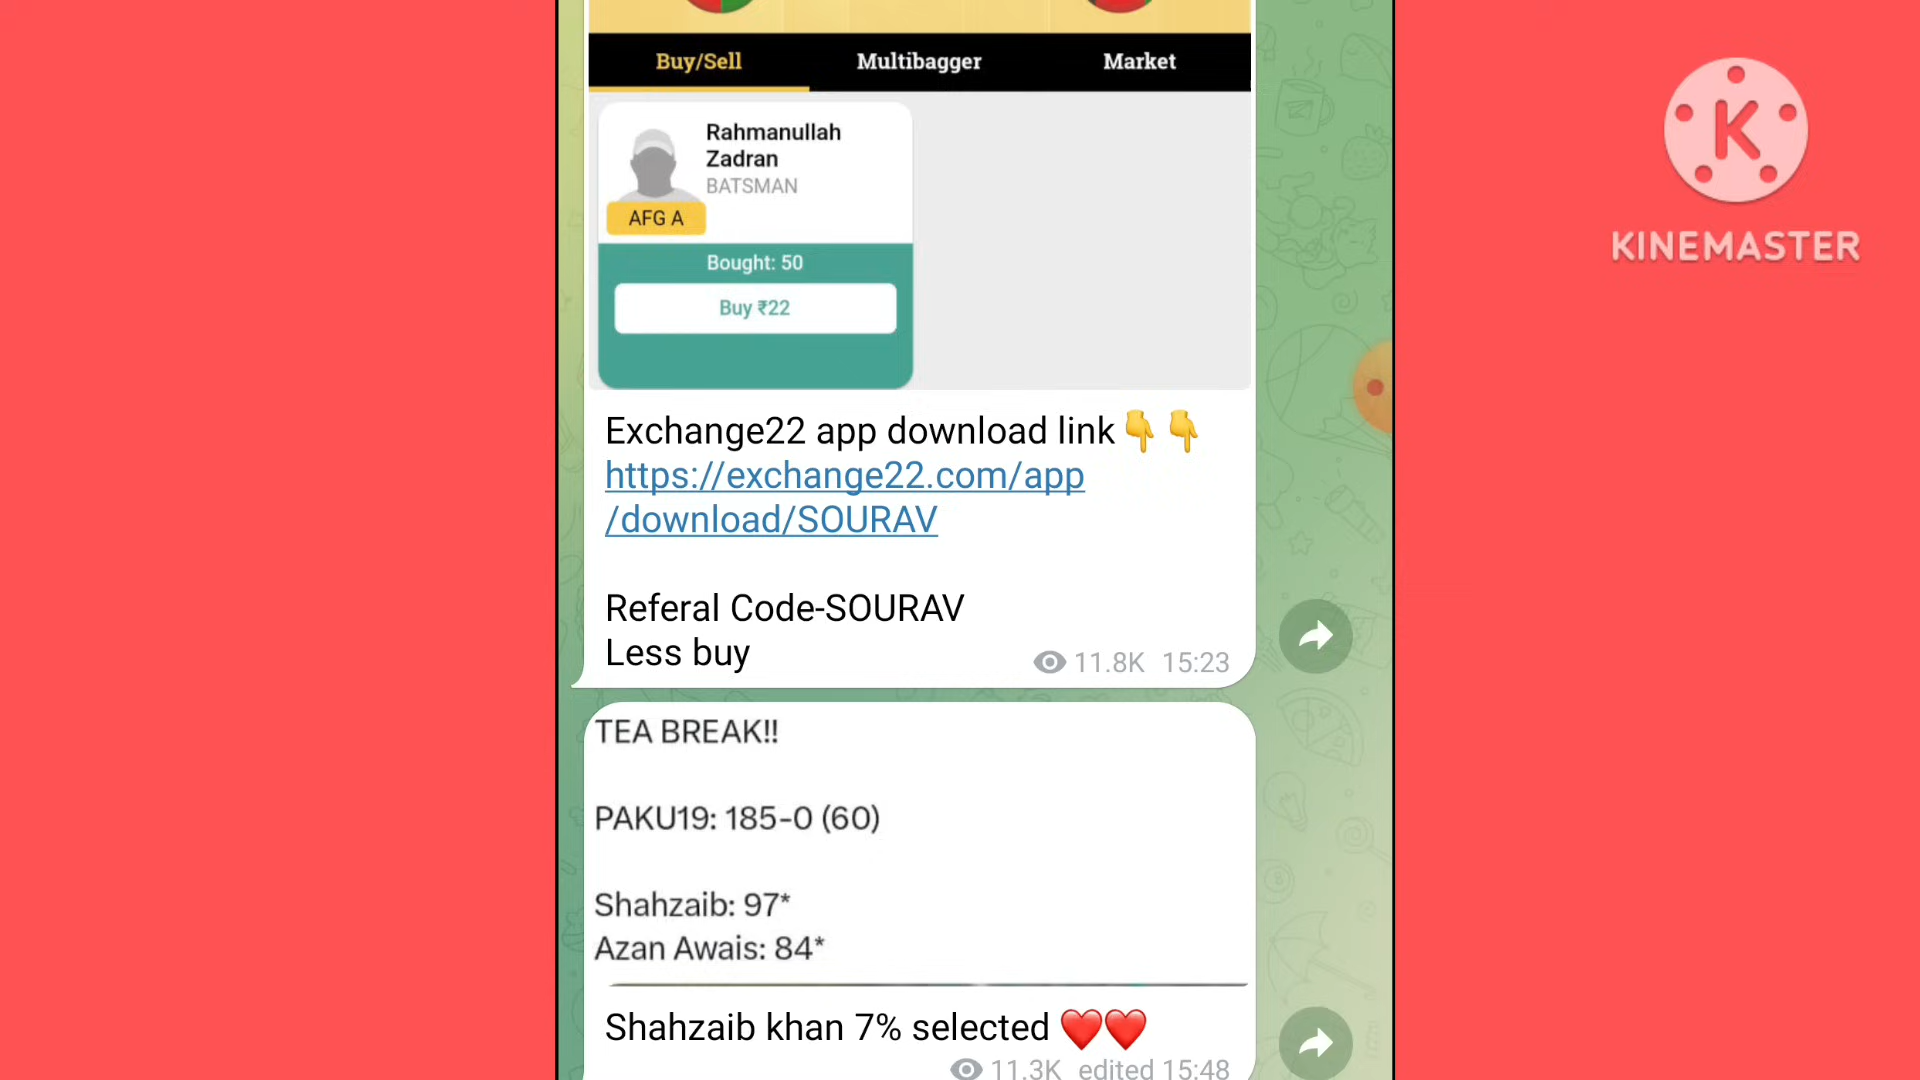 Buy/Sell Multibagger Market
Rahmanullah
Zadran
BATSMAN
AFG A
Bought: 50
Buy ₹22
Exchange22 app download link👇👇
https://exchange22.com/app
/download/SOURAV
Referal Code-SOURAV
Less buy
11.8K 15:23
TEA BREAK!!
PAKU19: 185-0 (60)
Shahzaib: 97*
Azan Awais: 84*
Shahzaib khan 7% selected ❤️❤️
11.3K edited 15:48
K
KINEMASTER